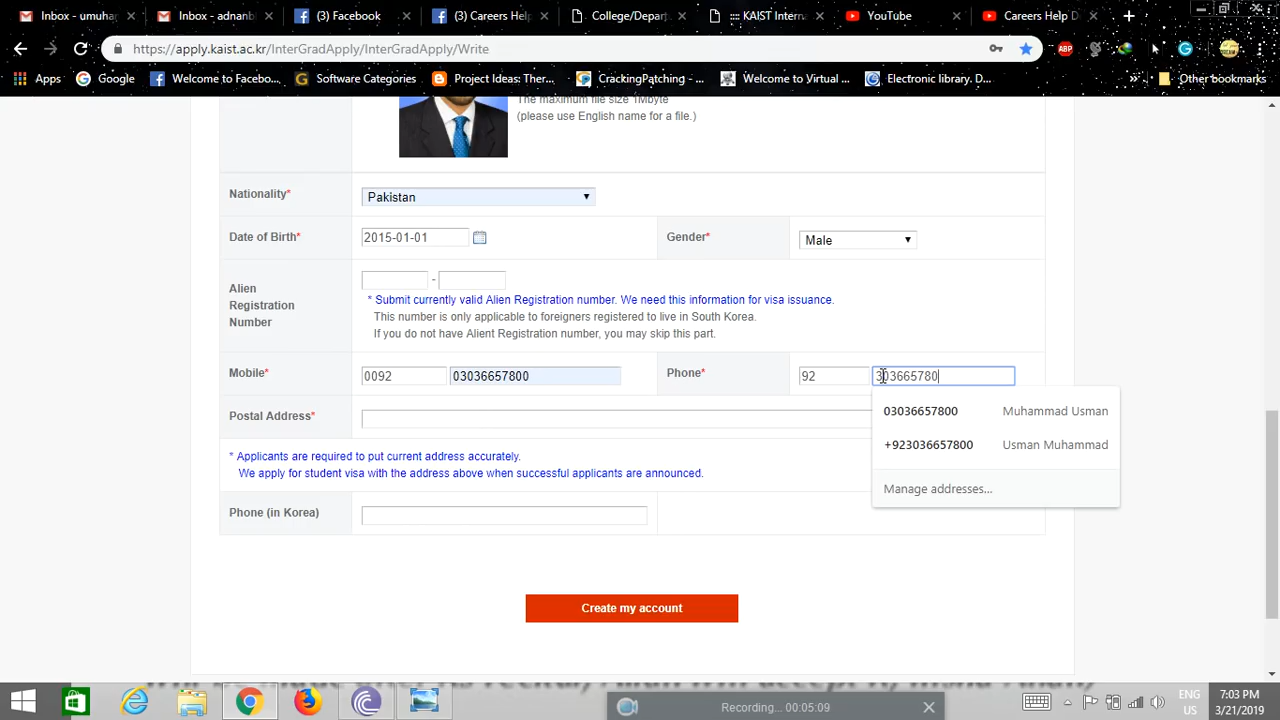 Inbox - umuha
Inbox - adnanb
(3) Facebook
(3) Careers Help
College/Depar
::: KAIST Intern
YouTube
Careers Help D
https://apply.kaist.ac.kr/InterGradApply/InterGradApply/Write
ABP
Apps
Google
Welcome to Facebo...
Software Categories
Project Ideas: Ther...
CrackingPatching - ...
Welcome to Virtual ...
Electronic library. D...
Other bookmarks
The maximum file size 1Mbyte
(please use English name for a file.)
Nationality*
Pakistan
Date of Birth*
2015-01-01
Gender*
Male
Alien
Registration
Number
-
* Submit currently valid Alien Registration number. We need this information for visa issuance.
This number is only applicable to foreigners registered to live in South Korea.
If you do not have Alient Registration number, you may skip this part.
Mobile*
0092
03036657800
Phone*
92
303665780
03036657800 Muhammad Usman
+923036657800 Usman Muhammad
Manage addresses...
Postal Address*
* Applicants are required to put current address accurately.
We apply for student visa with the address above when successful applicants are announced.
Phone (in Korea)
Create my account
Recording... 00:05:09
ENG
US
7:03 PM
3/21/2019